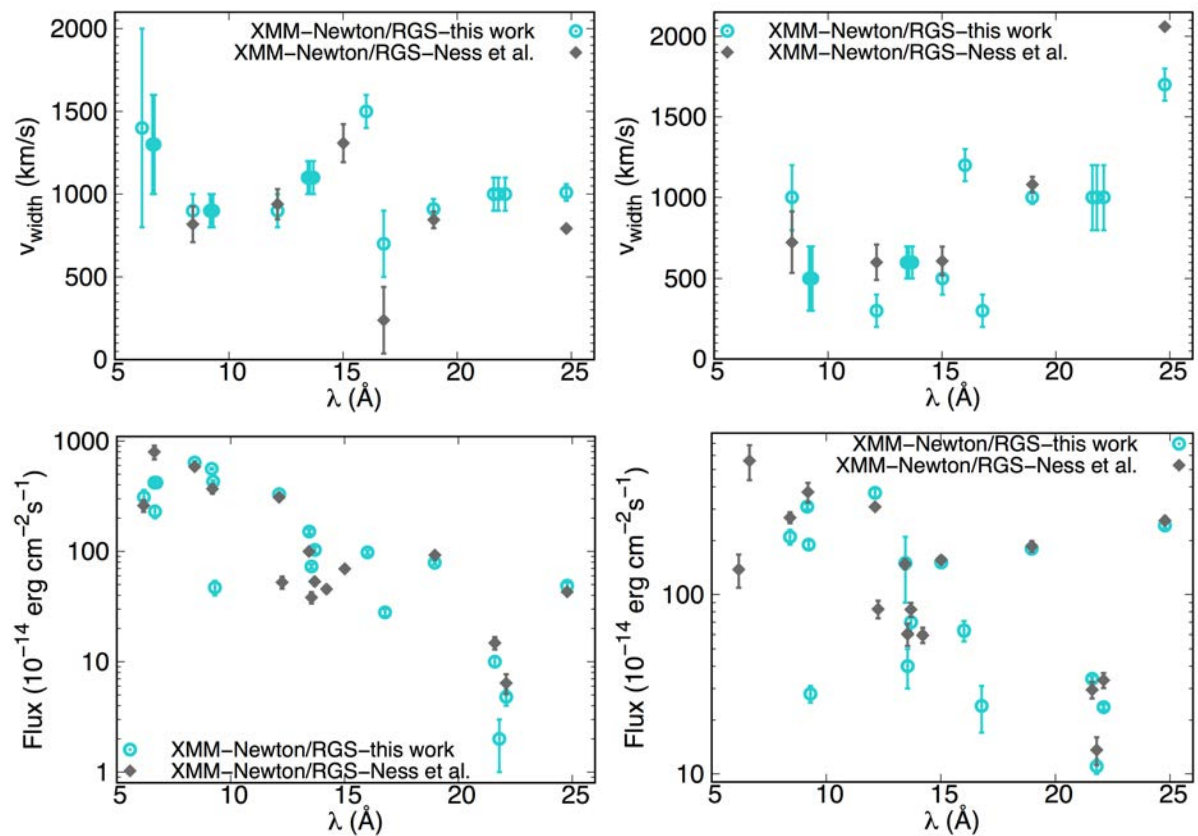 2000
1500
1000
500
0
v_width (km/s)
XMM−Newton/RGS−this work
XMM−Newton/RGS−Ness et al.
5 10 15 20 25
λ (Å)
2000
1500
1000
500
0
v_width (km/s)
XMM−Newton/RGS−this work
XMM−Newton/RGS−Ness et al.
5 10 15 20 25
λ (Å)
1000
100
10
1
Flux (10−14 erg cm−2s−1)
XMM−Newton/RGS−this work
XMM−Newton/RGS−Ness et al.
5 10 15 20 25
λ (Å)
100
10
Flux (10−14 erg cm−2s−1)
XMM−Newton/RGS−this work
XMM−Newton/RGS−Ness et al.
5 10 15 20 25
λ (Å)